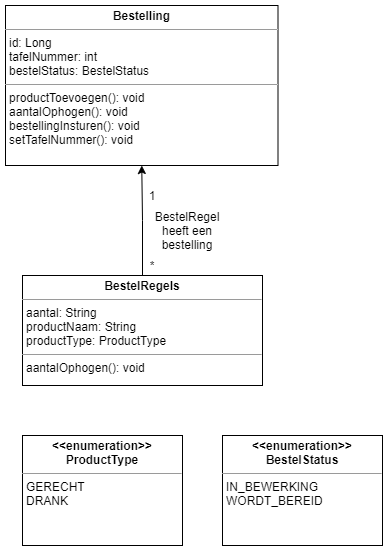 Bestelling
id: Long
tafelNummer: int
bestelStatus: BestelStatus
productToevoegen(): void
aantalOphogen(): void
bestellingInsturen(): void
setTafelNummer(): void
1
BestelRegel
heeft een
bestelling
*
BestelRegels
aantal: String
productNaam: String
productType: ProductType
aantalOphogen(): void
<<enumeration>>
ProductType
GERECHT
DRANK
<<enumeration>>
BestelStatus
IN_BEWERKING
WORDT_BEREID